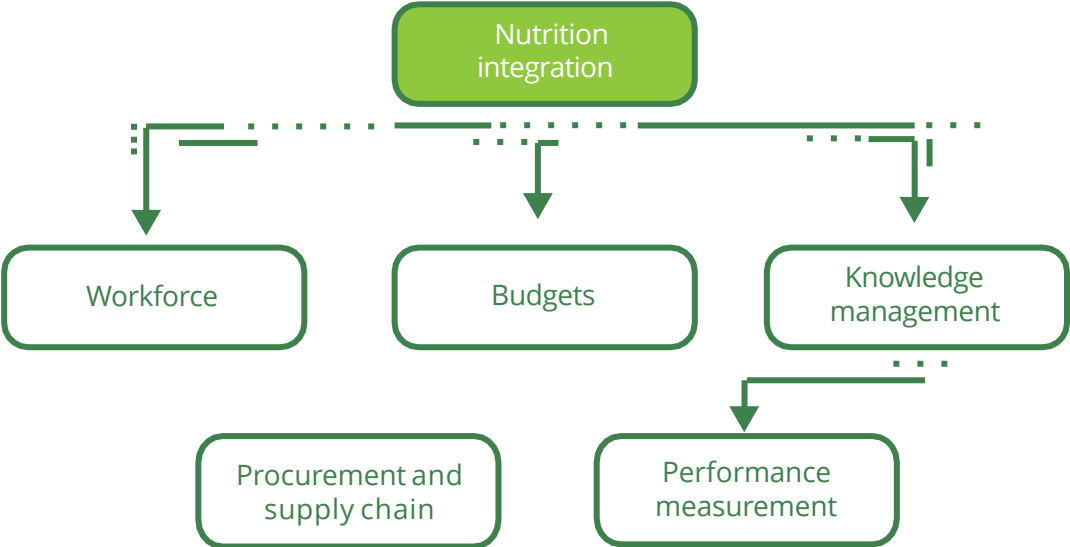 Nutrition
integration
Workforce
Budgets
Knowledge
management
Procurement and
supply chain
Performance
measurement